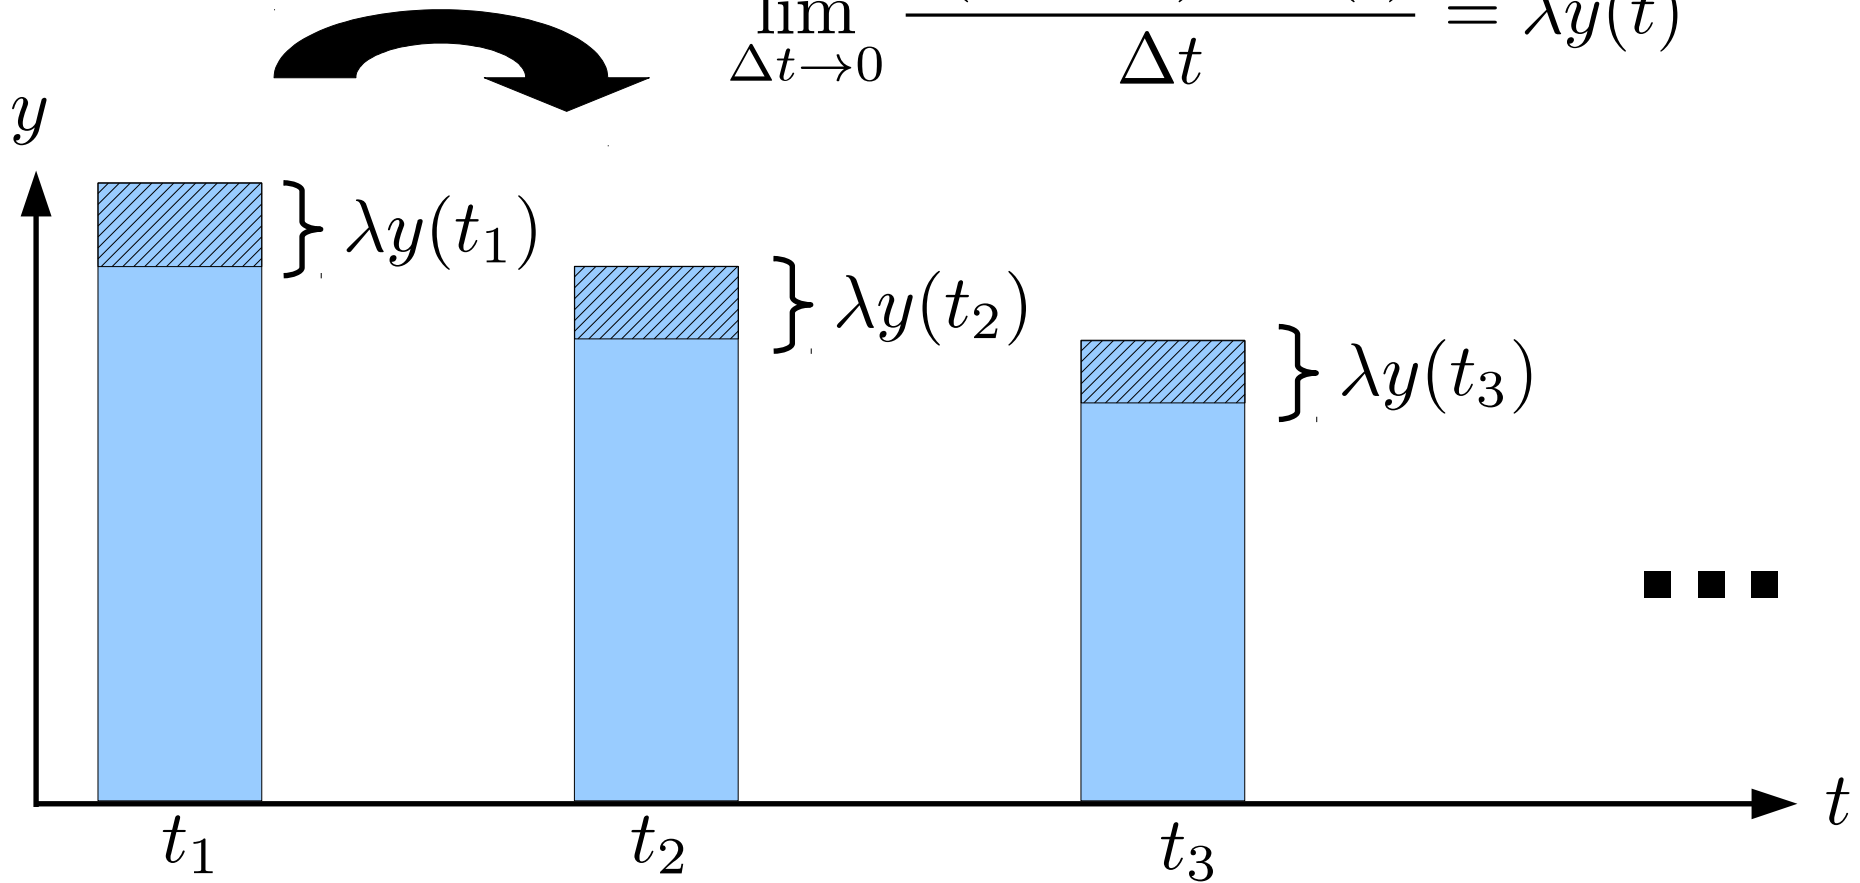 lim
Δt→0
Δt
= λy(t)
y
λy(t₁)
λy(t₂)
λy(t₃)
t
t₁
t₂
t₃